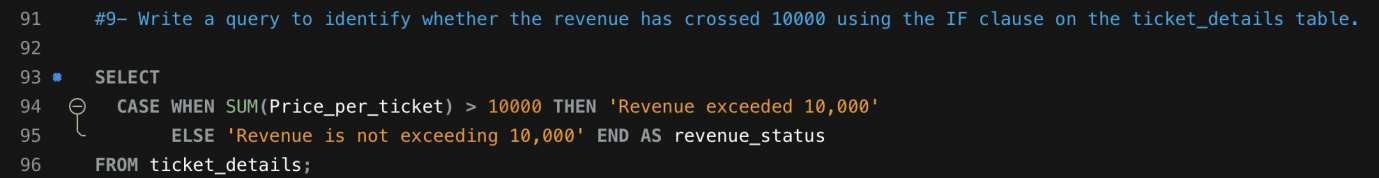 91 #9- Write a query to identify whether the revenue has crossed 10000 using the IF clause on the ticket_details table.
92
93 SELECT
94 CASE WHEN SUM(Price_per_ticket) > 10000 THEN 'Revenue exceeded 10,000'
95 ELSE 'Revenue is not exceeding 10,000' END AS revenue_status
96 FROM ticket_details;